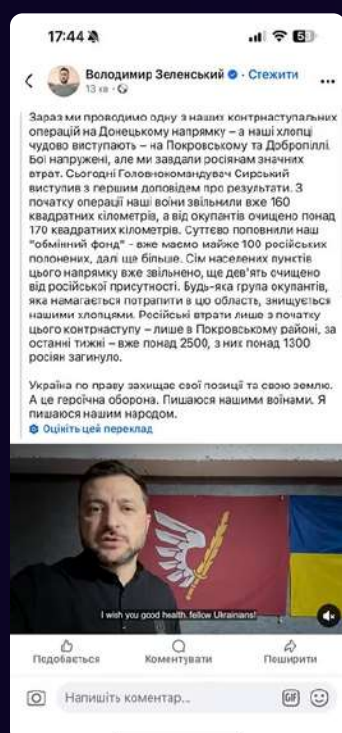 17:44
5
Володимир Зеленський · Стежити
13 хв ·
Зараз ми проводимо одну з наших контрнаступальних
операцій на Донецькому напрямку – а наші хлопці
чудово виступають – на Покровському та Добропіллі.
Бої напружені, але ми завдали росіянам значних
втрат. Сьогодні Головнокомандувач Сирський
виступив з першим доповідем про результати. З
початку операції наші воїни звільнили вже 160
квадратних кілометрів, а від окупантів очищено понад
170 квадратних кілометрів. Суттєво поповнили наш
"обмінний фонд" - вже маємо майже 100 російських
полонених, далі ще більше. Сім населених пунктів
цього напрямку вже звільнено, ще дев'ять очищено
від російської присутності. Будь-яка група окупантів,
яка намагається потрапити в цю область, знищується
нашими хлопцями. Російські втрати лише з початку
цього контрнаступу – лише в Покровському районі, за
останні тижні – вже понад 2500, з них понад 1300
росіян загинуло.
Україна по праву захищає свої позиції та свою землю.
А це героїчна оборона. Пишаюся нашими воїнами. Я
пишаюся нашим народом.
Оцініть цей переклад
I wish you good health, fellow Ukrainians!
Подобається
Коментувати
Поширити
Напишіть коментар...
GIF